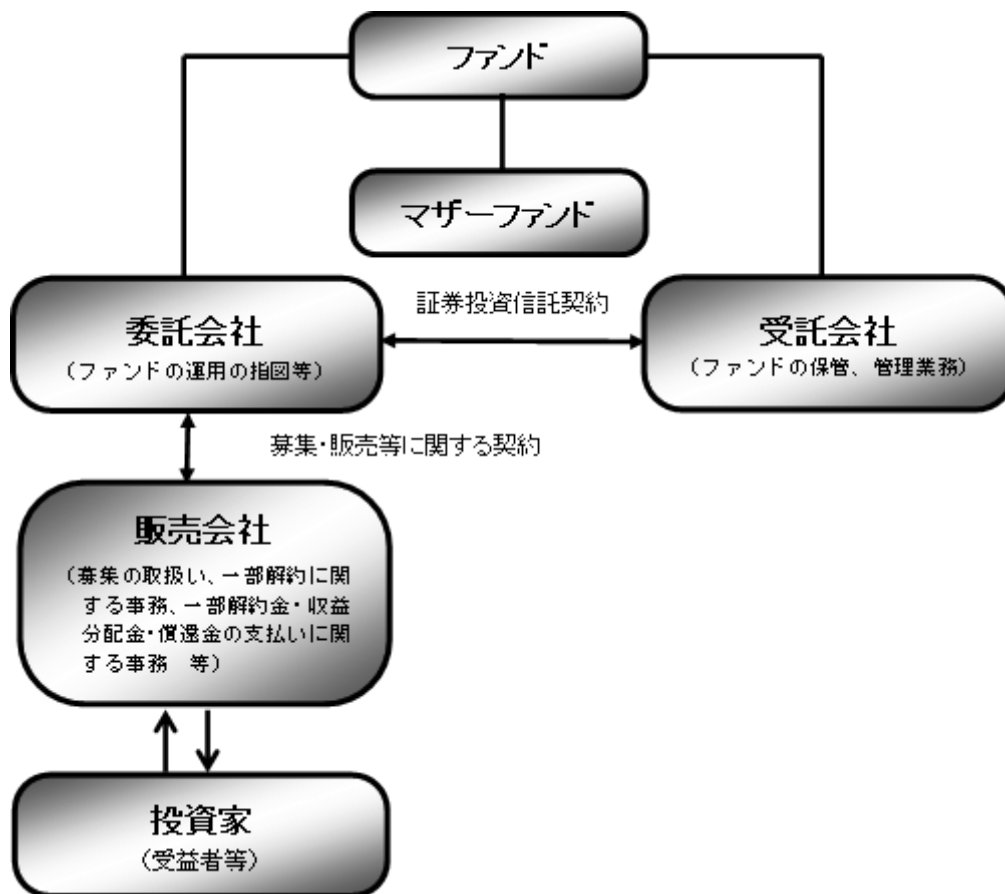 ファンド
マザーファンド
証券投資信託契約
委託会社
(ファンドの運用の指図等)
受託会社
(ファンドの保管、管理業務)
募集・販売等に関する契約
販売会社
(募集の取扱い、一部解約に関
する事務、一部解約金・収益
分配金・償還金の支払いに関
する事務　等)
投資家
(受益者等)